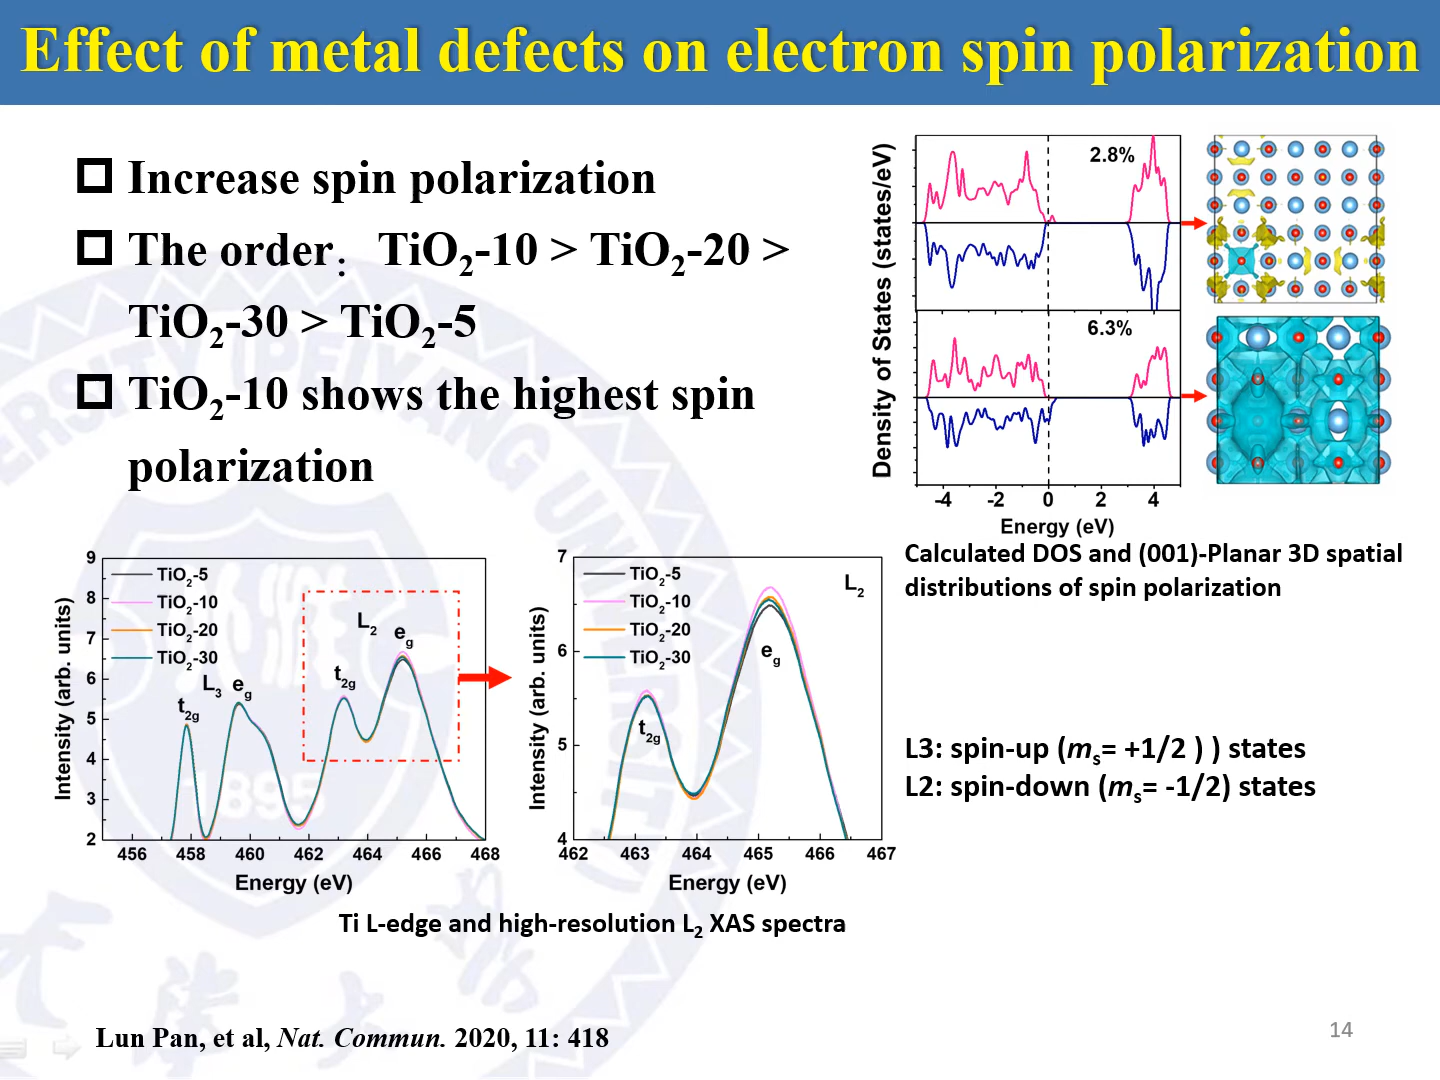 Effect of metal defects on electron spin polarization
Increase spin polarization
The order： TiO2-10 > TiO2-20 >
TiO2-30 > TiO2-5
TiO2-10 shows the highest spin
polarization
Density of States (states/eV)
2.8%
6.3%
-4 -2 0 2 4
Energy (eV)
Calculated DOS and (001)-Planar 3D spatial
distributions of spin polarization
9
8
7
6
5
4
3
2
Intensity (arb. units)
TiO2-5
TiO2-10
TiO2-20
TiO2-30
L3
t2g
eg
L2
t2g
eg
456 458 460 462 464 466 468
Energy (eV)
7
6
5
4
Intensity (arb. units)
TiO2-5
TiO2-10
TiO2-20
TiO2-30
L2
t2g
eg
462 463 464 465 466 467
Energy (eV)
Ti L-edge and high-resolution L2 XAS spectra
L3: spin-up (ms= +1/2 ) ) states
L2: spin-down (ms= -1/2) states
Lun Pan, et al, Nat. Commun. 2020, 11: 418
14
UNIVERSITY (PEIYANG UNIVERSITY)
1895